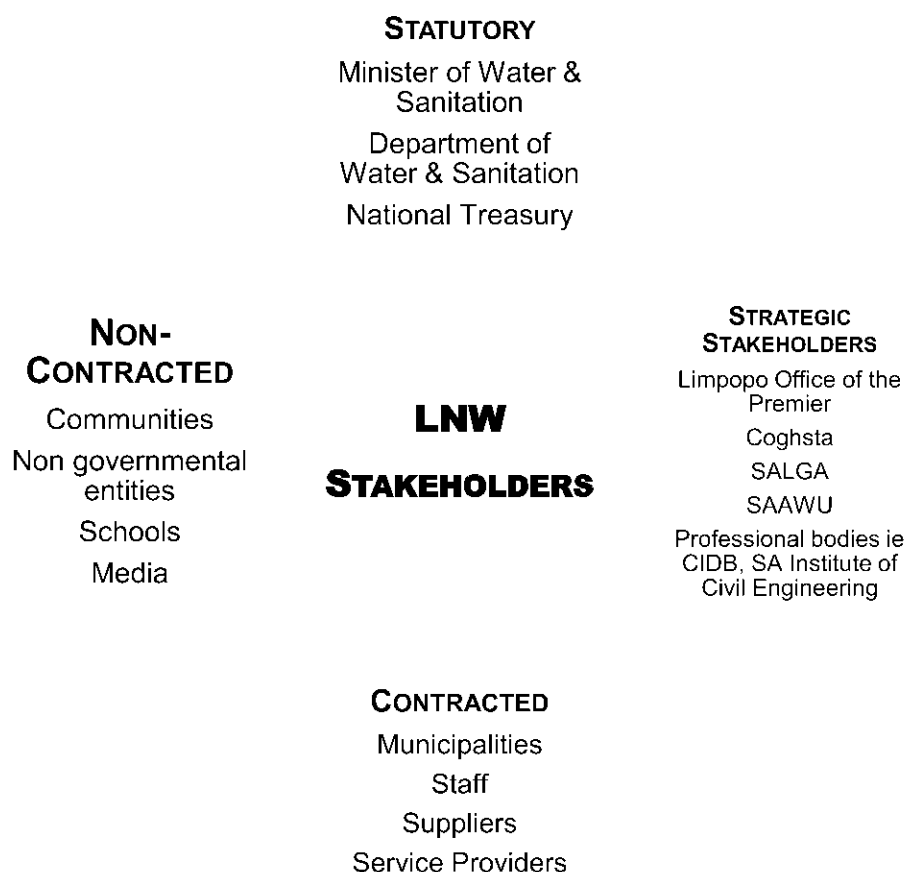 STATUTORY
Minister of Water &
Sanitation
Department of
Water & Sanitation
National Treasury
NON-
CONTRACTED
Communities
Non governmental
entities
Schools
Media
LNW
STAKEHOLDERS
STRATEGIC
STAKEHOLDERS
Limpopo Office of the
Premier
Coghsta
SALGA
SAAWU
Professional bodies ie
CIDB, SA Institute of
Civil Engineering
CONTRACTED
Municipalities
Staff
Suppliers
Service Providers